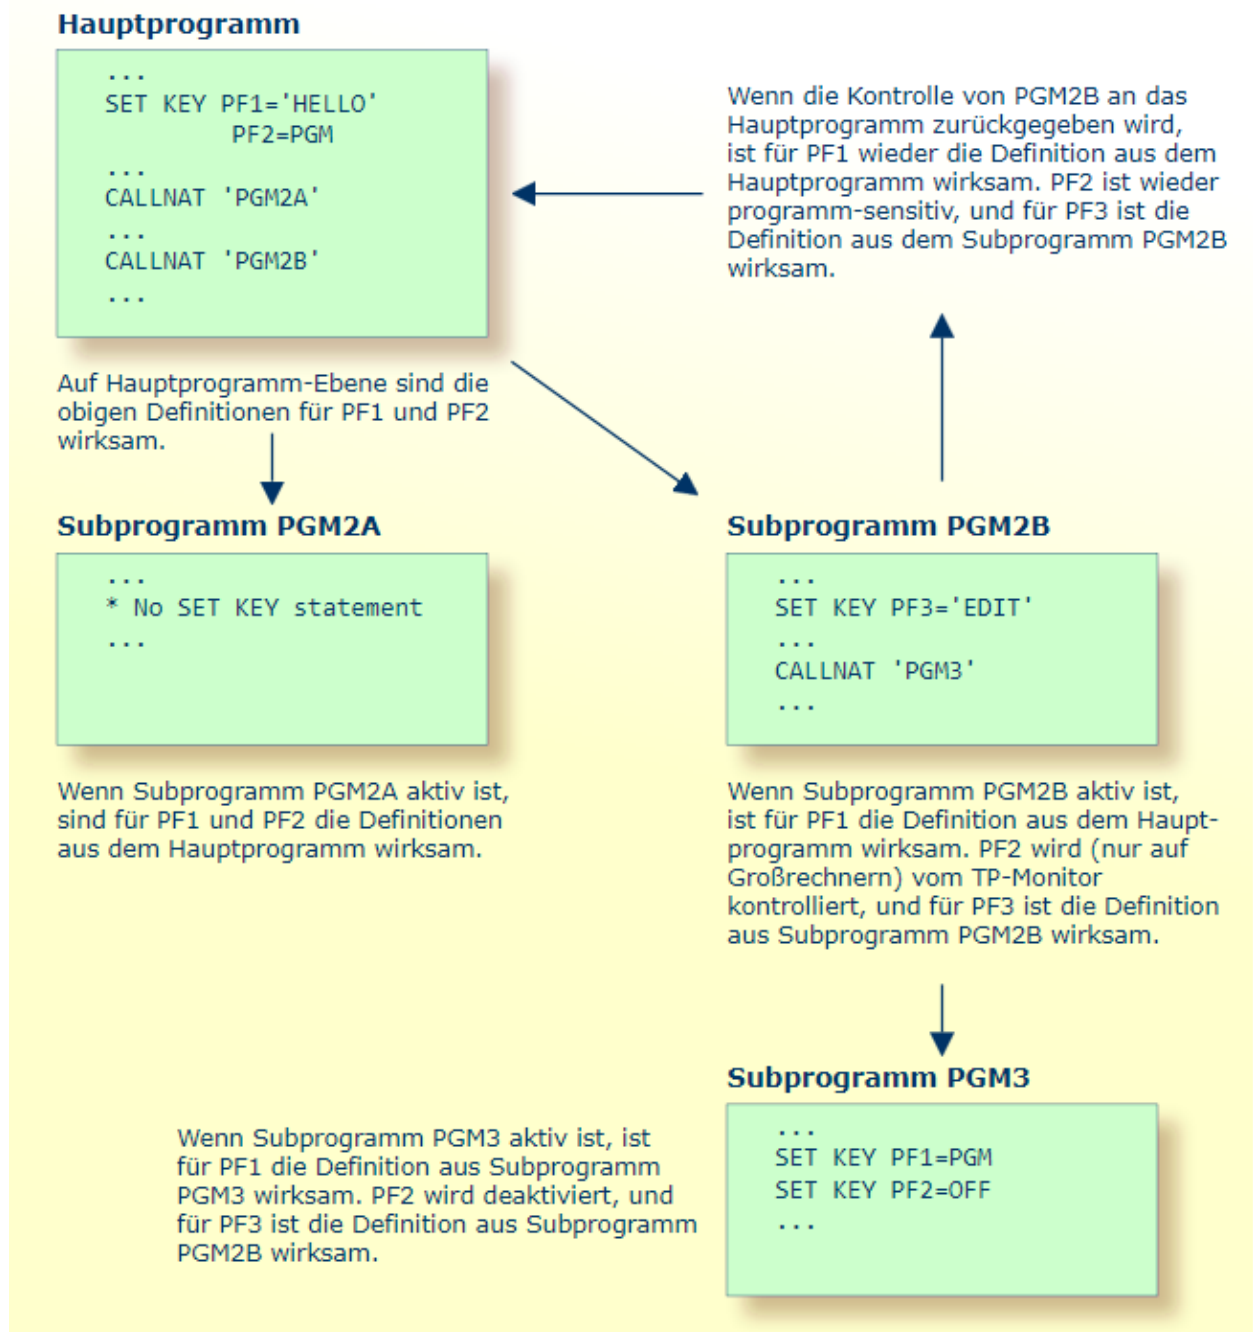 Hauptprogramm
...
SET KEY PF1='HELLO'
PF2=PGM
...
CALLNAT 'PGM2A'
...
CALLNAT 'PGM2B'
...
Auf Hauptprogramm-Ebene sind die
obigen Definitionen für PF1 und PF2
wirksam.
Wenn die Kontrolle von PGM2B an das
Hauptprogramm zurückgegeben wird,
ist für PF1 wieder die Definition aus dem
Hauptprogramm wirksam. PF2 ist wieder
programm-sensitiv, und für PF3 ist die
Definition aus dem Subprogramm PGM2B
wirksam.
Subprogramm PGM2A
...
* No SET KEY statement
...
Wenn Subprogramm PGM2A aktiv ist,
sind für PF1 und PF2 die Definitionen
aus dem Hauptprogramm wirksam.
Subprogramm PGM2B
...
SET KEY PF3='EDIT'
...
CALLNAT 'PGM3'
...
Wenn Subprogramm PGM2B aktiv ist,
ist für PF1 die Definition aus dem Haupt-
programm wirksam. PF2 wird (nur auf
Großrechnern) vom TP-Monitor
kontrolliert, und für PF3 ist die Definition
aus Subprogramm PGM2B wirksam.
Subprogramm PGM3
...
SET KEY PF1=PGM
SET KEY PF2=OFF
...
Wenn Subprogramm PGM3 aktiv ist, ist
für PF1 die Definition aus Subprogramm
PGM3 wirksam. PF2 wird deaktiviert, und
für PF3 ist die Definition aus Subprogramm
PGM2B wirksam.